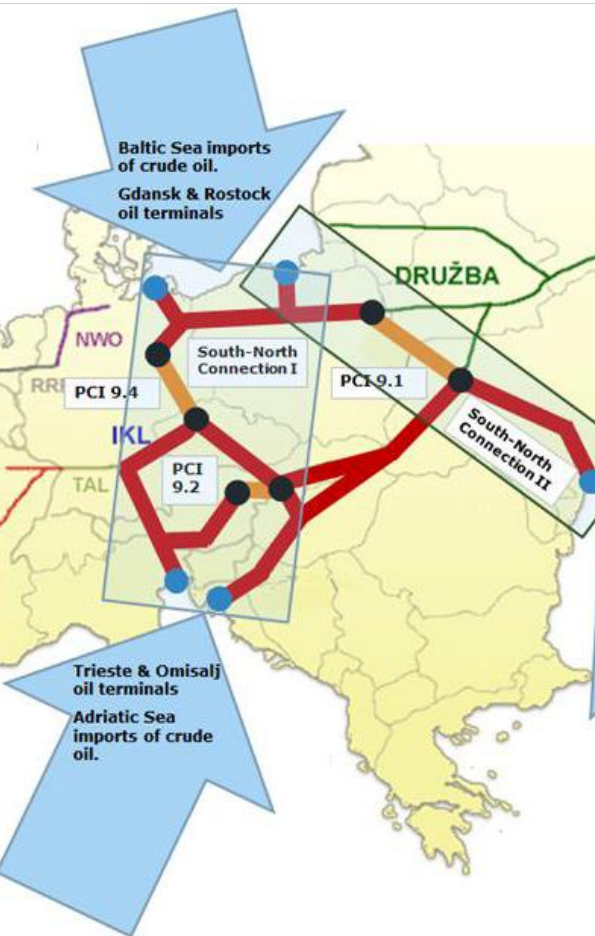 Baltic Sea imports
of crude oil.
Gdansk & Rostock
oil terminals
DRUŽBA
NWO
South-North
Connection I
RRP
PCI 9.4
PCI 9.1
IKL
South-North
Connection II
PCI
9.2
TAL
Trieste & Omisalj
oil terminals
Adriatic Sea
imports of crude
oil.